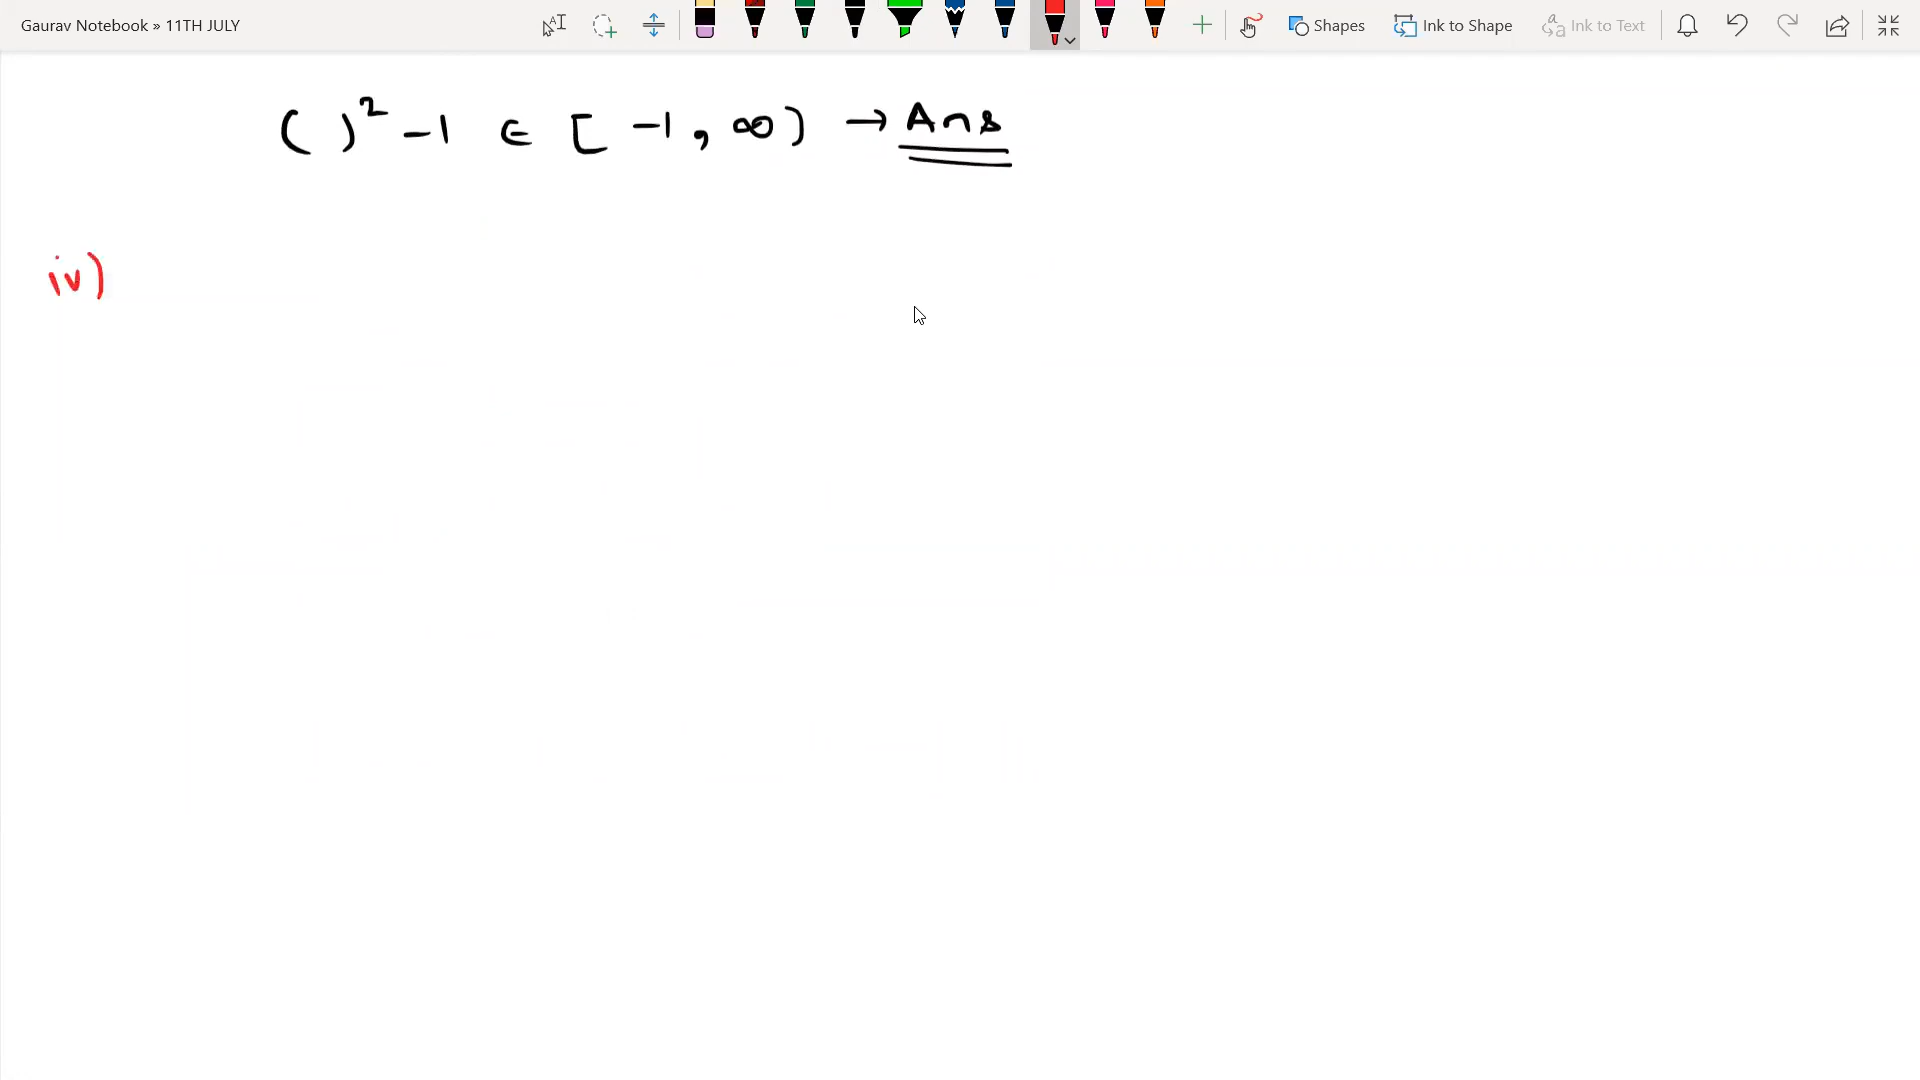 Gaurav Notebook » 11TH JULY
Shapes
Ink to Shape
Ink to Text
( )² -1 ∈ [ -1, ∞) → Ans
iv)